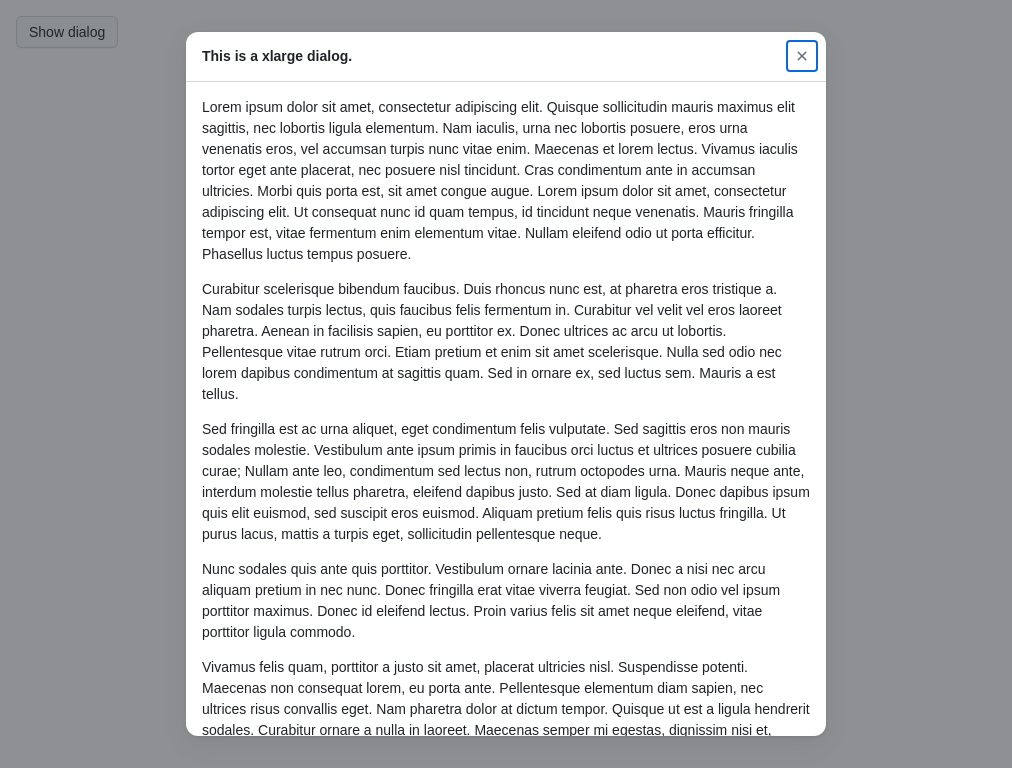 Show dialog
This is a xlarge dialog.
Lorem ipsum dolor sit amet, consectetur adipiscing elit. Quisque sollicitudin mauris maximus elit
sagittis, nec lobortis ligula elementum. Nam iaculis, urna nec lobortis posuere, eros urna
venenatis eros, vel accumsan turpis nunc vitae enim. Maecenas et lorem lectus. Vivamus iaculis
tortor eget ante placerat, nec posuere nisl tincidunt. Cras condimentum ante in accumsan
ultricies. Morbi quis porta est, sit amet congue augue. Lorem ipsum dolor sit amet, consectetur
adipiscing elit. Ut consequat nunc id quam tempus, id tincidunt neque venenatis. Mauris fringilla
tempor est, vitae fermentum enim elementum vitae. Nullam eleifend odio ut porta efficitur.
Phasellus luctus tempus posuere.
Curabitur scelerisque bibendum faucibus. Duis rhoncus nunc est, at pharetra eros tristique a.
Nam sodales turpis lectus, quis faucibus felis fermentum in. Curabitur vel velit vel eros laoreet
pharetra. Aenean in facilisis sapien, eu porttitor ex. Donec ultrices ac arcu ut lobortis.
Pellentesque vitae rutrum orci. Etiam pretium et enim sit amet scelerisque. Nulla sed odio nec
lorem dapibus condimentum at sagittis quam. Sed in ornare ex, sed luctus sem. Mauris a est
tellus.
Sed fringilla est ac urna aliquet, eget condimentum felis vulputate. Sed sagittis eros non mauris
sodales molestie. Vestibulum ante ipsum primis in faucibus orci luctus et ultrices posuere cubilia
curae; Nullam ante leo, condimentum sed lectus non, rutrum octopodes urna. Mauris neque ante,
interdum molestie tellus pharetra, eleifend dapibus justo. Sed at diam ligula. Donec dapibus ipsum
quis elit euismod, sed suscipit eros euismod. Aliquam pretium felis quis risus luctus fringilla. Ut
purus lacus, mattis a turpis eget, sollicitudin pellentesque neque.
Nunc sodales quis ante quis porttitor. Vestibulum ornare lacinia ante. Donec a nisi nec arcu
aliquam pretium in nec nunc. Donec fringilla erat vitae viverra feugiat. Sed non odio vel ipsum
porttitor maximus. Donec id eleifend lectus. Proin varius felis sit amet neque eleifend, vitae
porttitor ligula commodo.
Vivamus felis quam, porttitor a justo sit amet, placerat ultricies nisl. Suspendisse potenti.
Maecenas non consequat lorem, eu porta ante. Pellentesque elementum diam sapien, nec
ultrices risus convallis eget. Nam pharetra dolor at dictum tempor. Quisque ut est a ligula hendrerit
sodales. Curabitur ornare a nulla in laoreet. Maecenas semper mi egestas, dignissim nisi et,